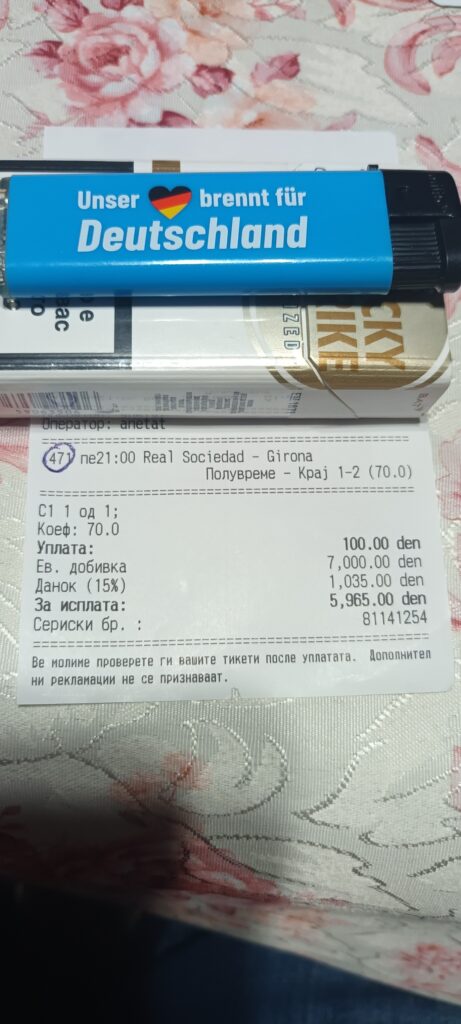 Unser brennt für
Deutschland
CKY
IKE
IZED
Оператор: anetat
471 пе21:00 Real Sociedad - Girona
Полувреме - Крај 1-2 (70.0)
С1 1 од 1;
Коеф: 70.0
Уплата: 100.00 den
Ев. добивка 7,000.00 den
Данок (15%) 1,035.00 den
За исплата: 5,965.00 den
Сериски бр. : 81141254
Ве молиме проверете ги вашите тикети после уплатата. Дополнител
ни рекламации не се признаваат.